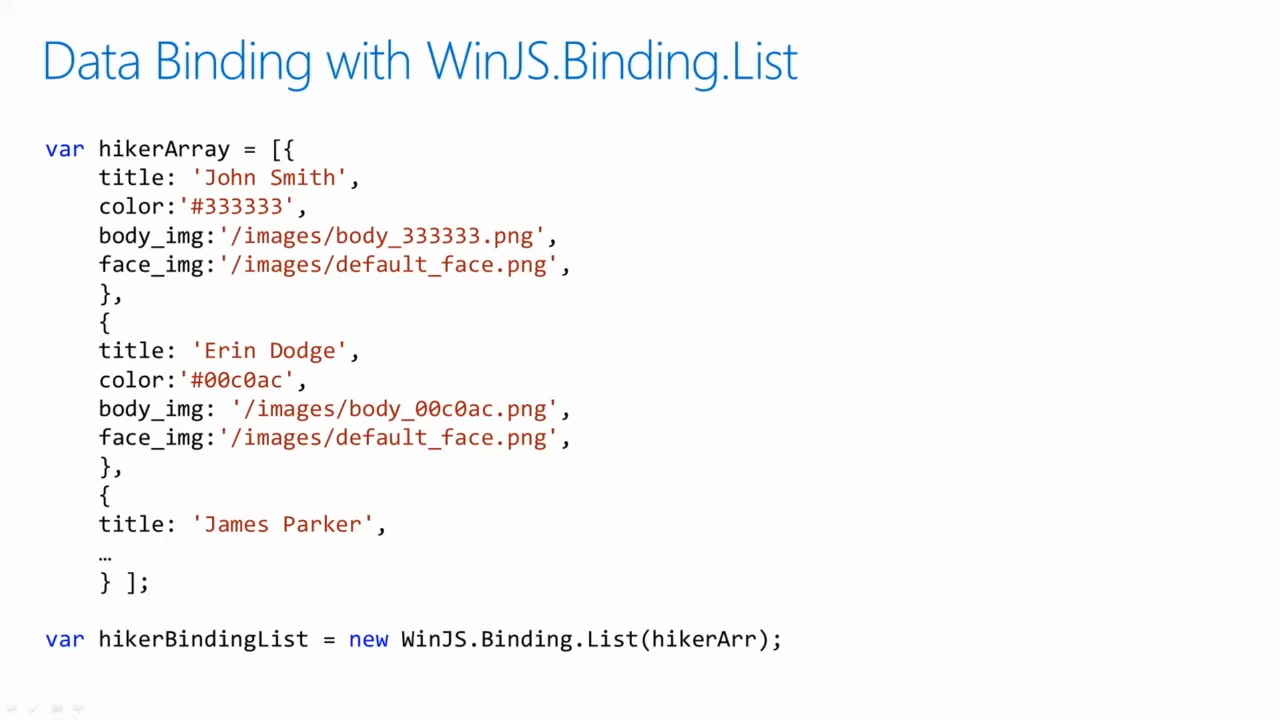 Data Binding with WinJS.Binding.List
var hikerArray = [{
title: 'John Smith',
color:'#333333',
body_img:'/images/body_333333.png',
face_img:'/images/default_face.png',
},
{
title: 'Erin Dodge',
color:'#00c0ac',
body_img: '/images/body_00c0ac.png',
face_img:'/images/default_face.png',
},
{
title: 'James Parker',
…
} ];
var hikerBindingList = new WinJS.Binding.List(hikerArr);